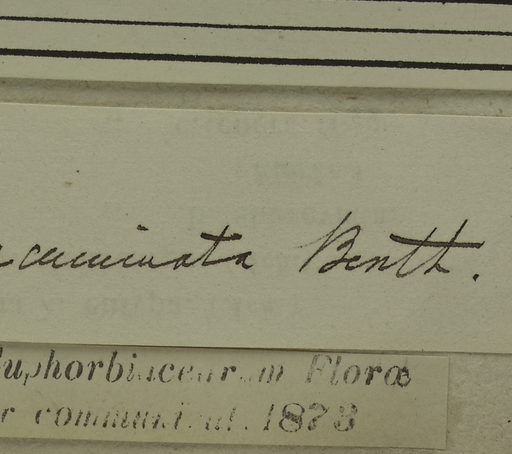 acuminata Benth.
Euphorbiacearum Floræ
r communicat. 1873